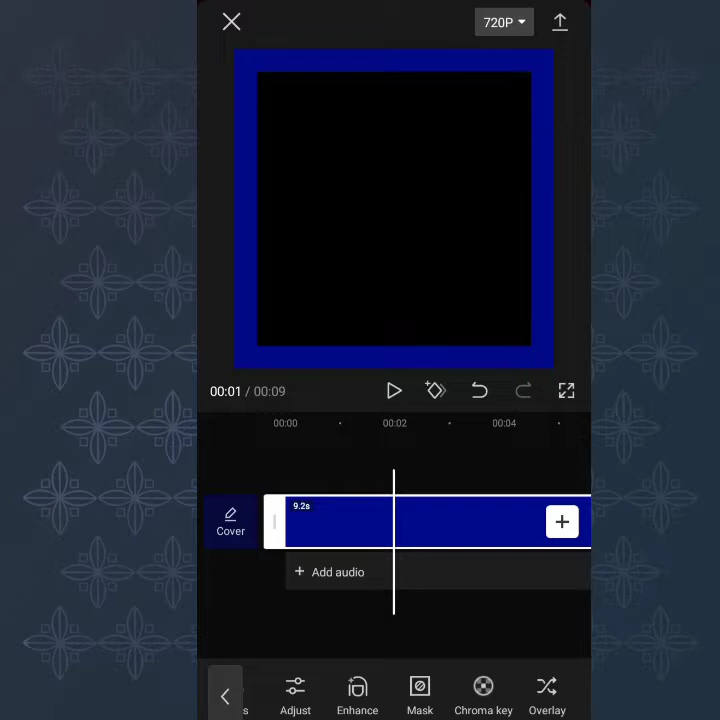 720P
00:01 / 00:09
00:00
00:02
00:04
9.2s
Cover
+ Add audio
s
Adjust
Enhance
Mask
Chroma key
Overlay